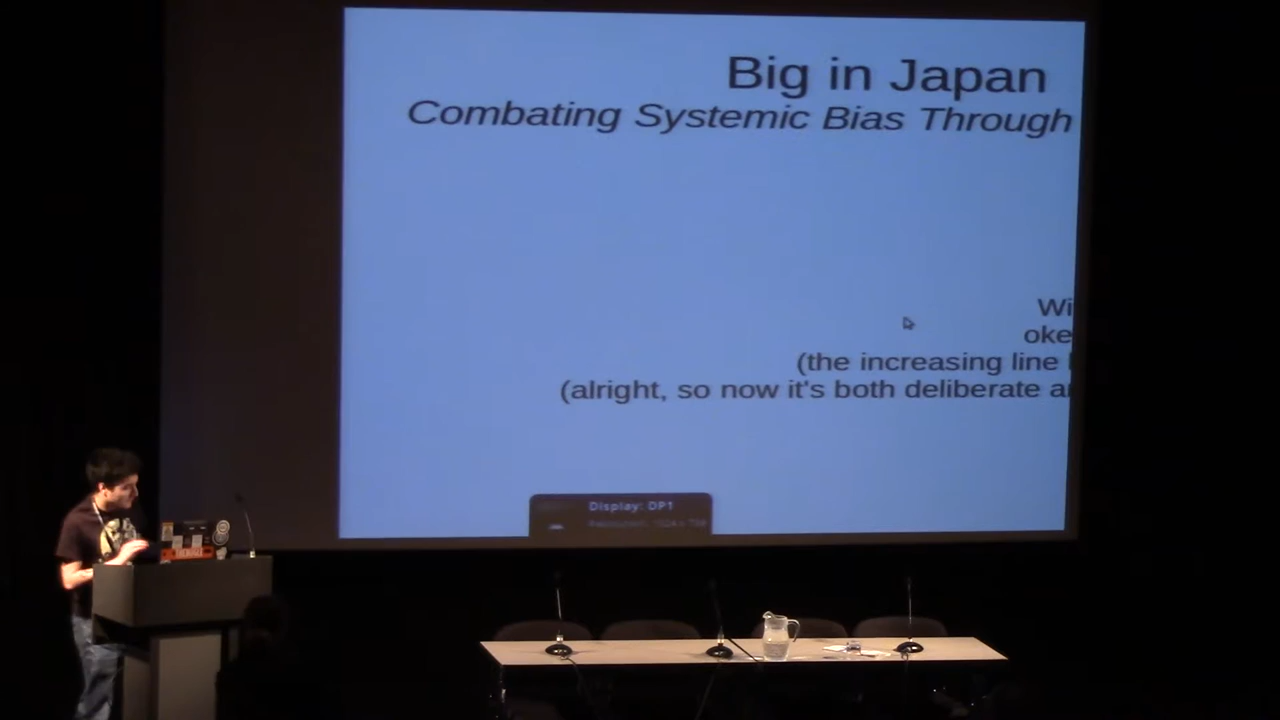 Big in Japan
Combating Systemic Bias Through
Wi
oke
(the increasing line
(alright, so now it's both deliberate a
Display: DP1